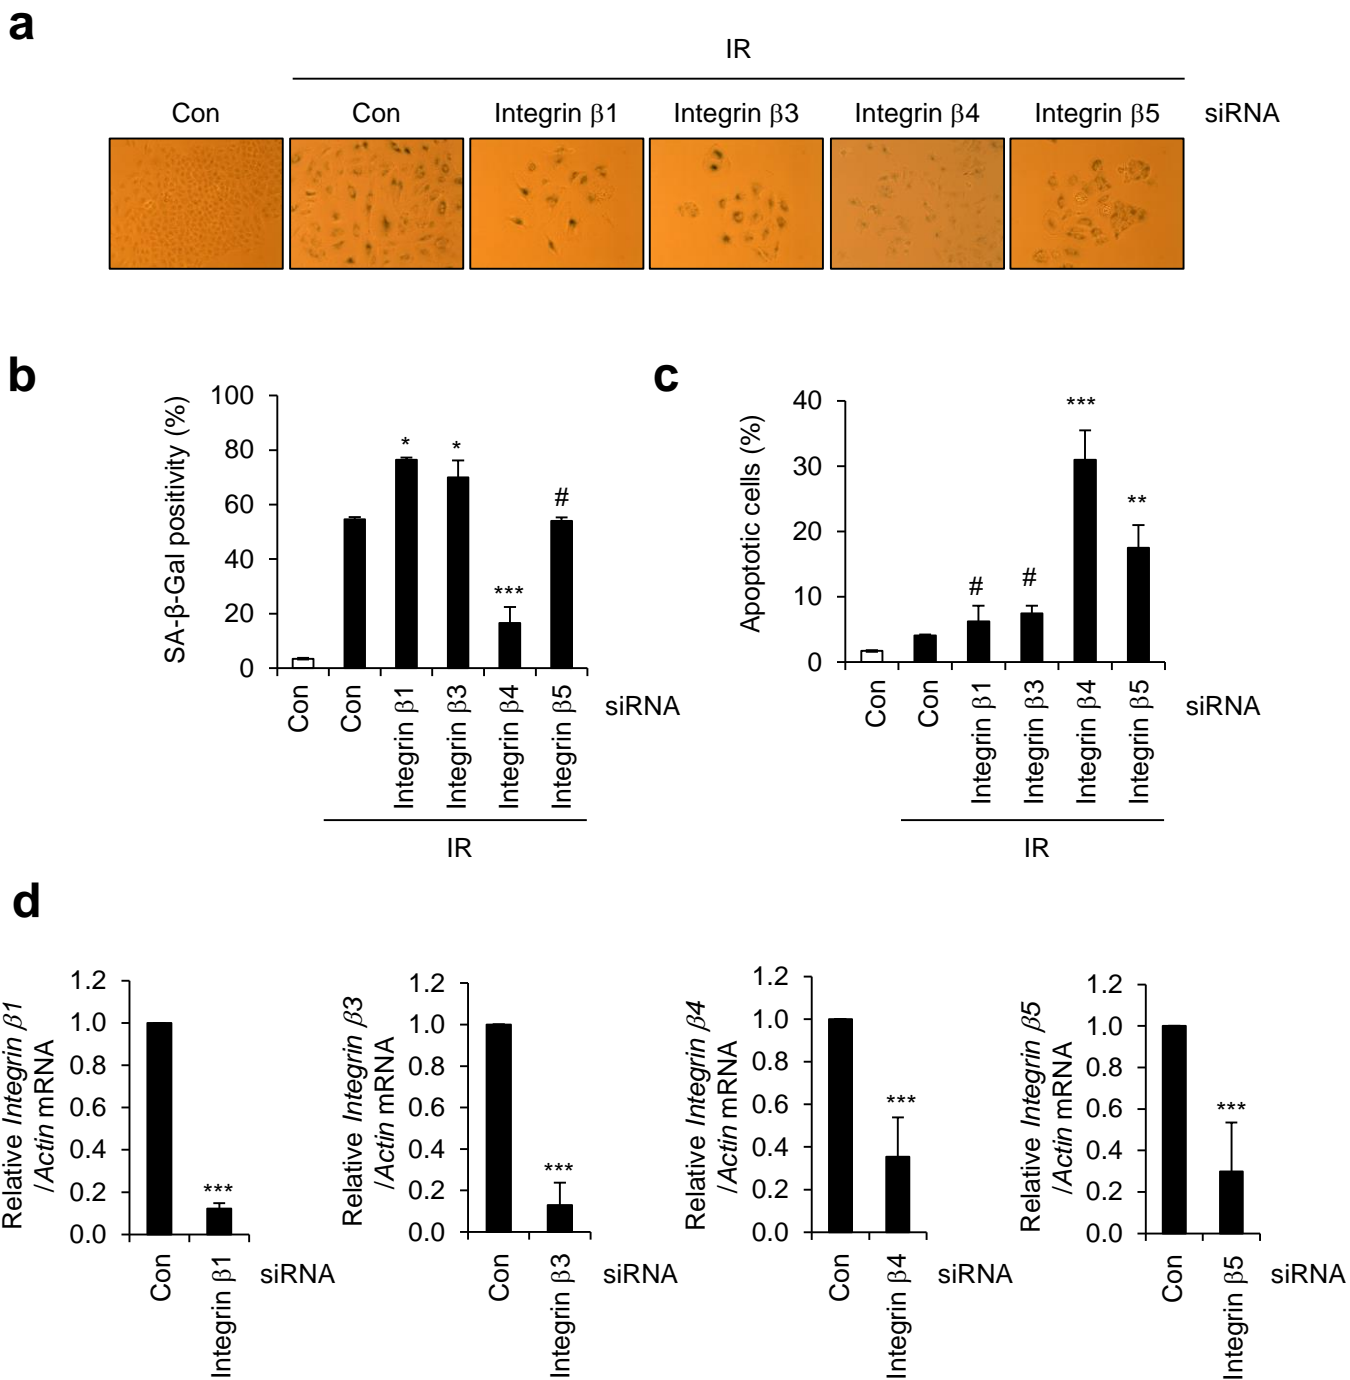 a
IR
Con Con Integrin β1 Integrin β3 Integrin β4 Integrin β5 siRNA
b
SA-β-Gal positivity (%)
100
80
60
40
20
0
* * *** #
Con Con Integrin β1 Integrin β3 Integrin β4 Integrin β5 siRNA
IR
c
Apoptotic cells (%)
40
30
20
10
0
# # *** **
Con Con Integrin β1 Integrin β3 Integrin β4 Integrin β5 siRNA
IR
d
Relative Integrin β1
/Actin mRNA
1.2
1.0
0.8
0.6
0.4
0.2
0.0
***
Con Integrin β1 siRNA
Relative Integrin β3
/Actin mRNA
1.2
1.0
0.8
0.6
0.4
0.2
0.0
***
Con Integrin β3 siRNA
Relative Integrin β4
/Actin mRNA
1.2
1.0
0.8
0.6
0.4
0.2
0.0
***
Con Integrin β4 siRNA
Relative Integrin β5
/Actin mRNA
1.2
1.0
0.8
0.6
0.4
0.2
0.0
***
Con Integrin β5 siRNA